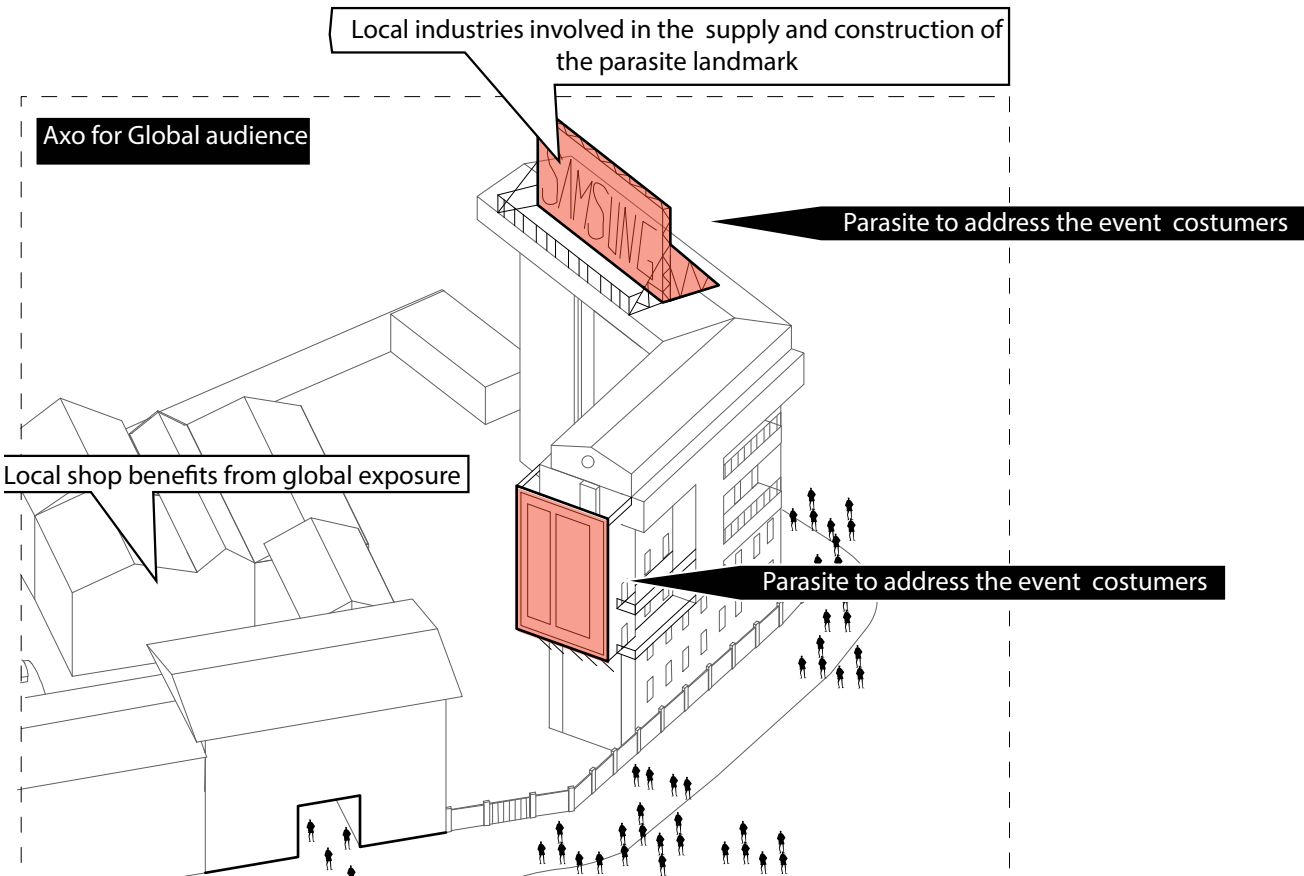 Local industries involved in the  supply and construction of
the parasite landmark
Axo for Global audience
SAMSUNG
Parasite to address the event  costumers
Local shop benefits from global exposure
Parasite to address the event  costumers